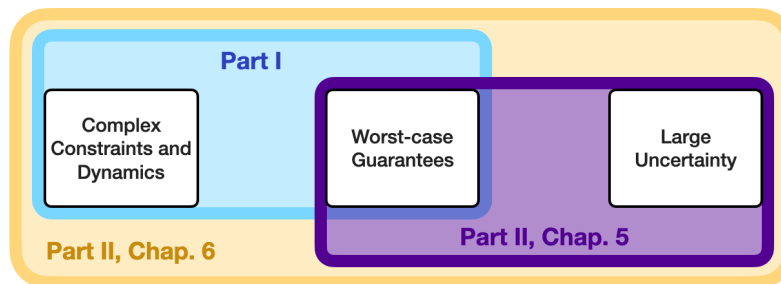 Part I
Complex
Constraints and
Dynamics
Worst-case
Guarantees
Large
Uncertainty
Part II, Chap. 5
Part II, Chap. 6